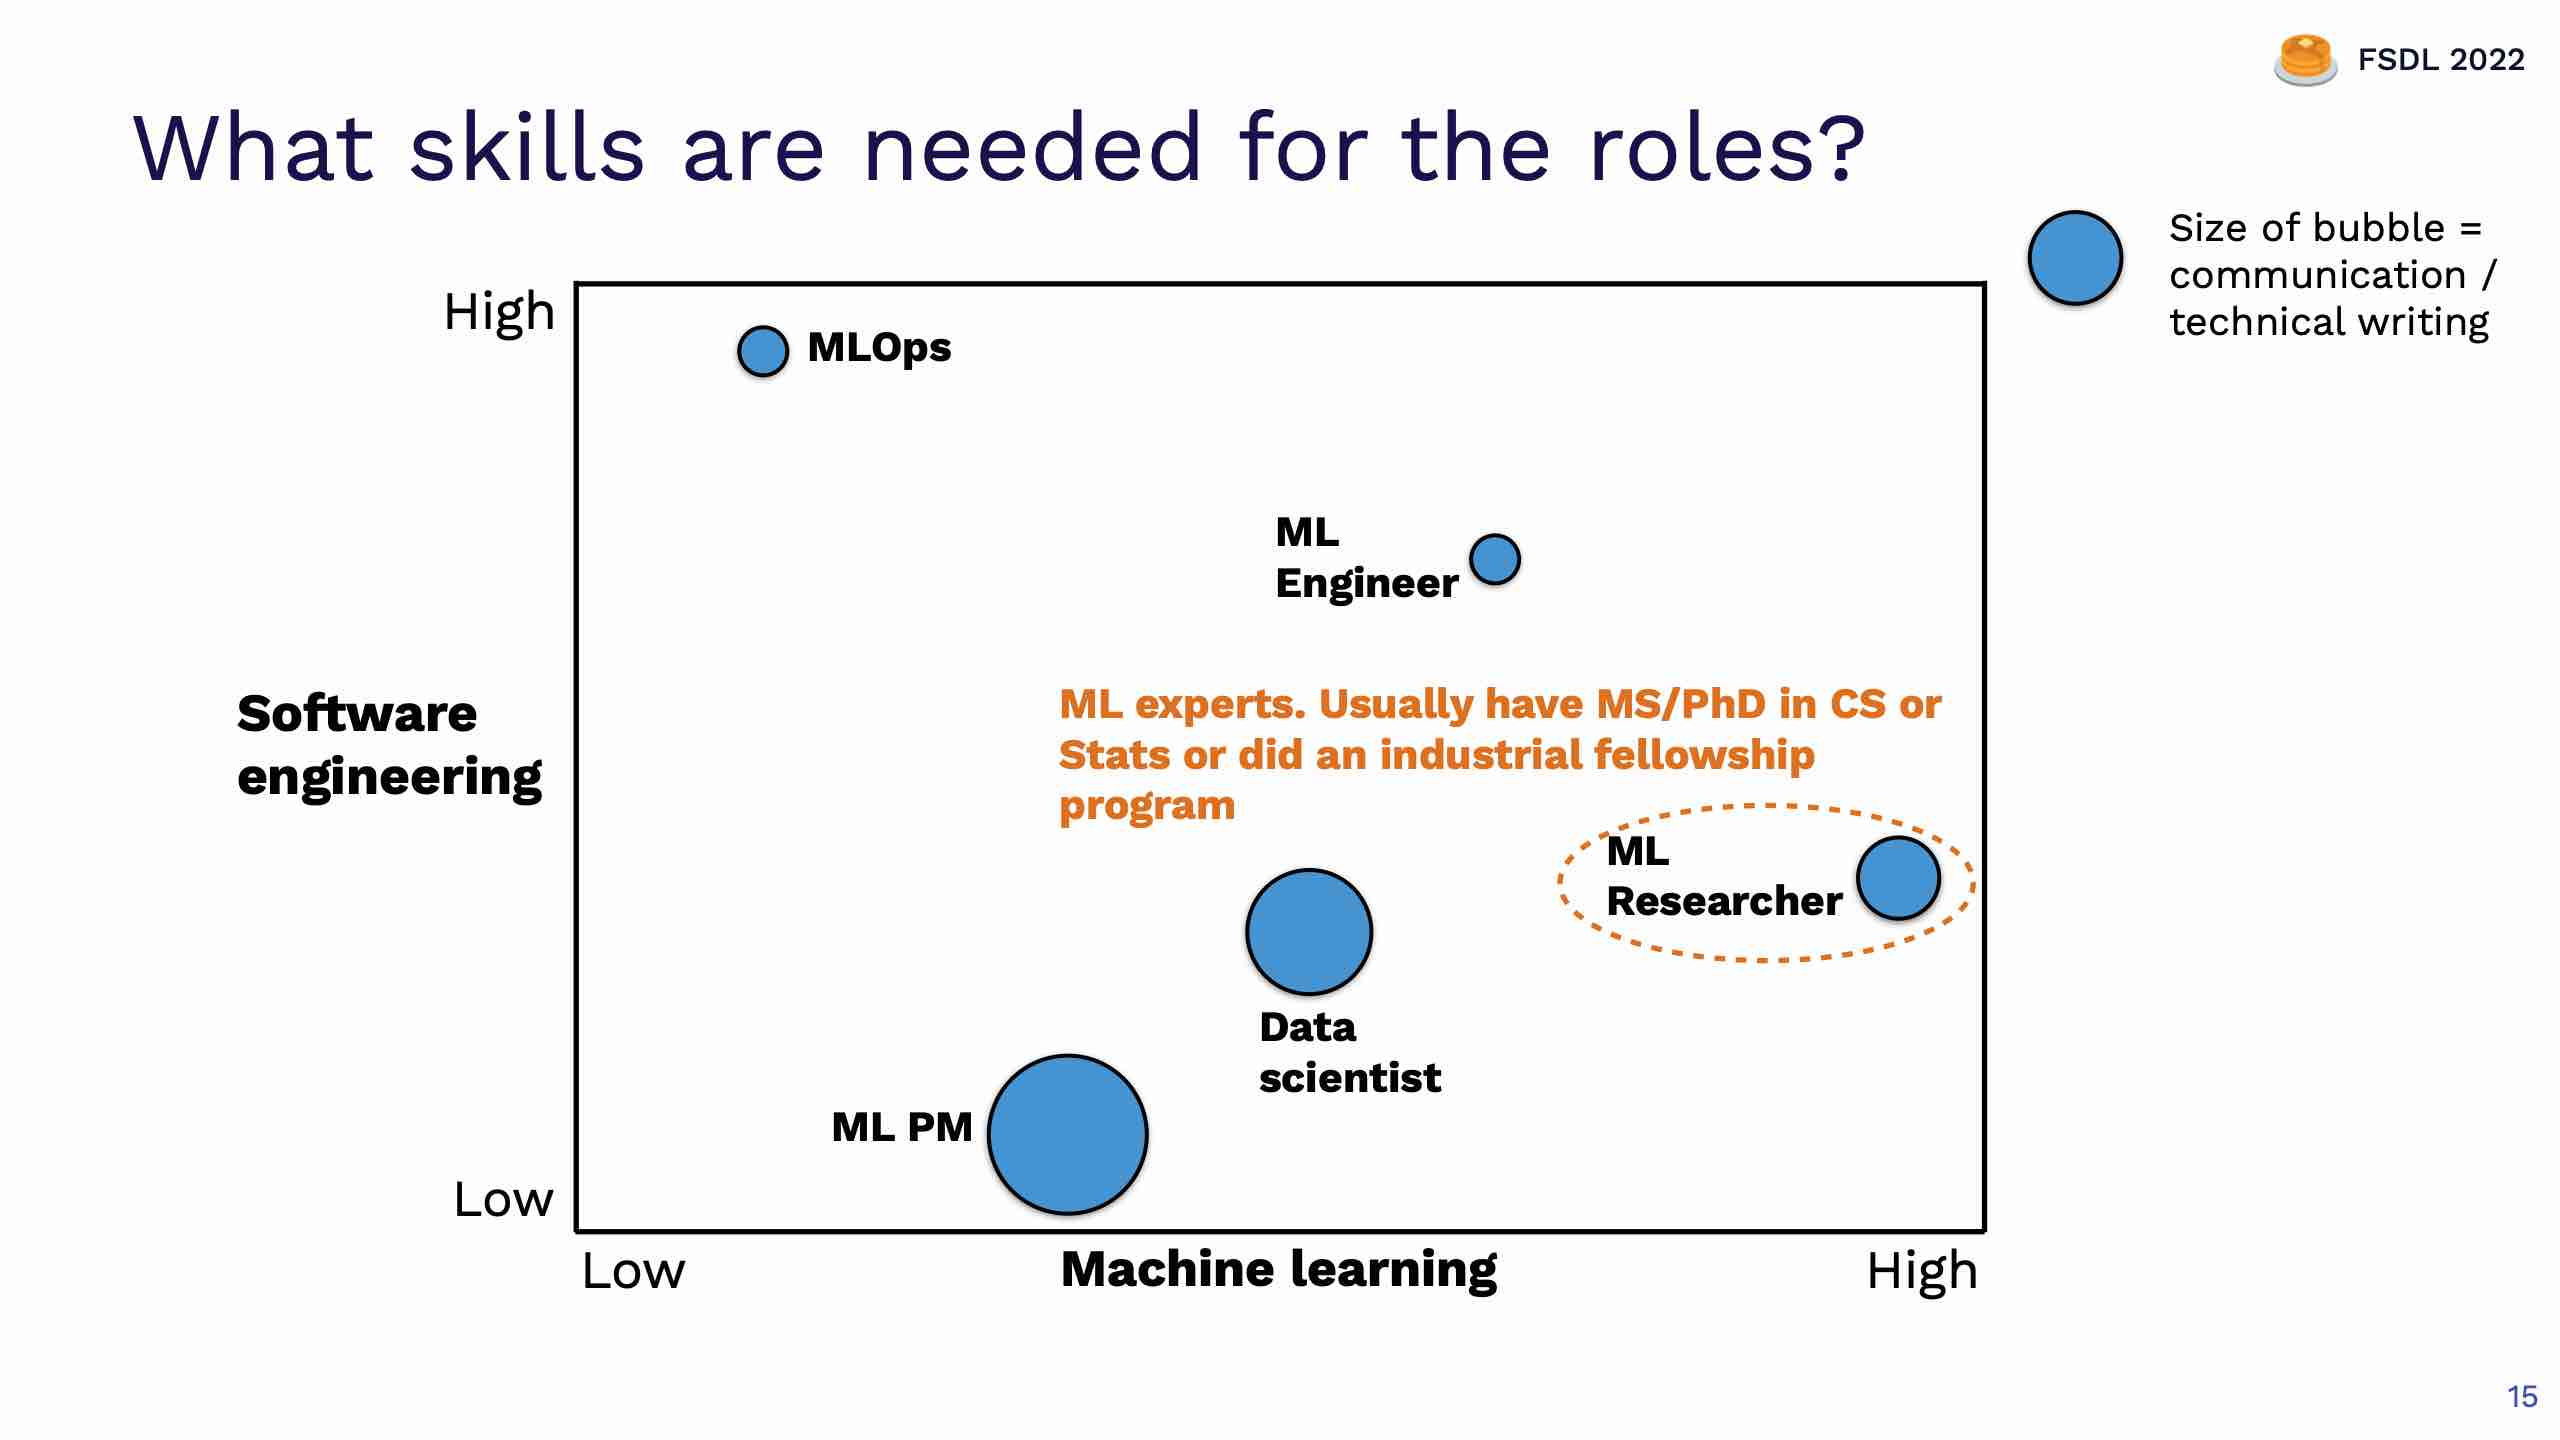 FSDL 2022
What skills are needed for the roles?
Size of bubble =
communication /
technical writing
High
MLOps
ML
Engineer
Software
engineering
ML experts. Usually have MS/PhD in CS or
Stats or did an industrial fellowship
program
ML
Researcher
Data
scientist
ML PM
Low
Low
Machine learning
High
15